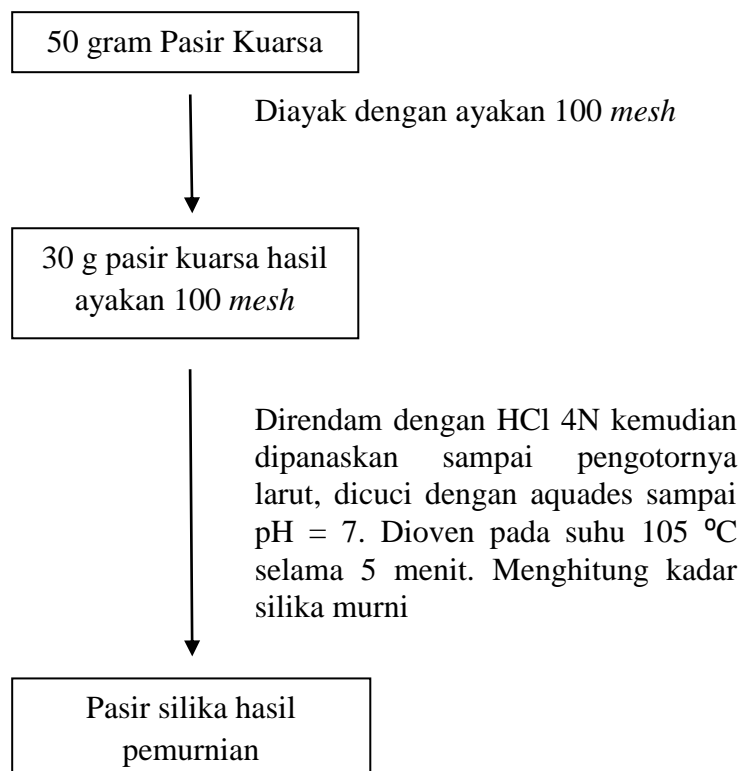 50 gram Pasir Kuarsa
Diayak dengan ayakan 100 mesh
30 g pasir kuarsa hasil
ayakan 100 mesh
Direndam dengan HCl 4N kemudian
dipanaskan sampai pengotornya
larut, dicuci dengan aquades sampai
pH = 7. Dioven pada suhu 105 ⁰C
selama 5 menit. Menghitung kadar
silika murni
Pasir silika hasil
pemurnian